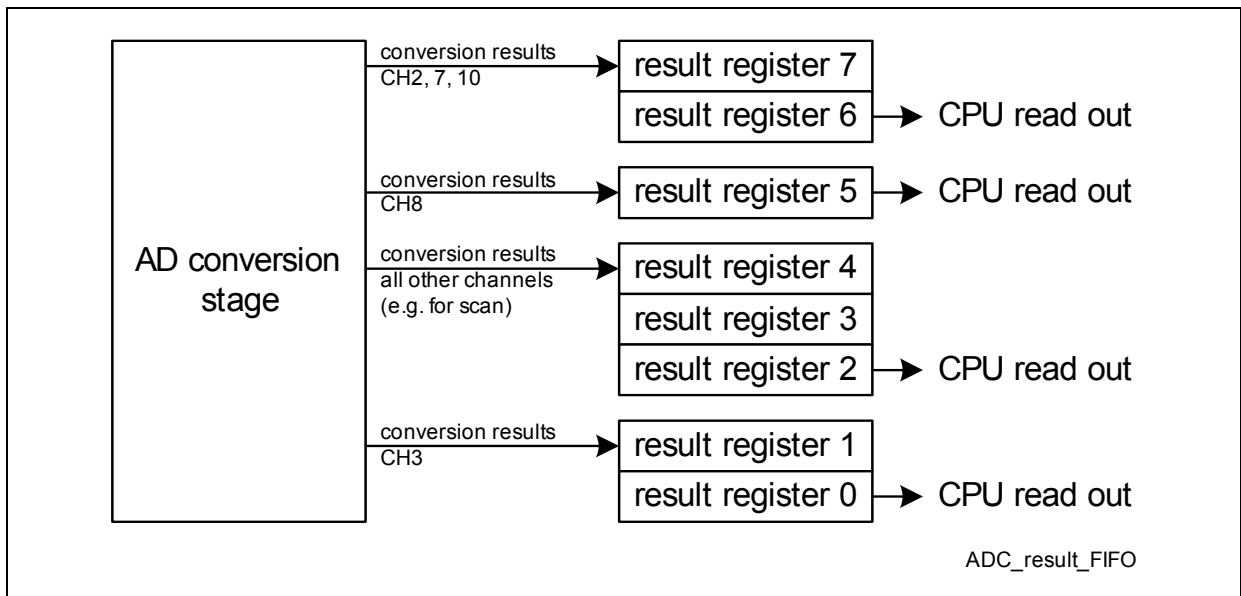 AD conversion
stage
conversion results
CH2, 7, 10
result register 7
result register 6
CPU read out
conversion results
CH8
result register 5
CPU read out
conversion results
all other channels
(e.g. for scan)
result register 4
result register 3
result register 2
CPU read out
conversion results
CH3
result register 1
result register 0
CPU read out
ADC_result_FIFO